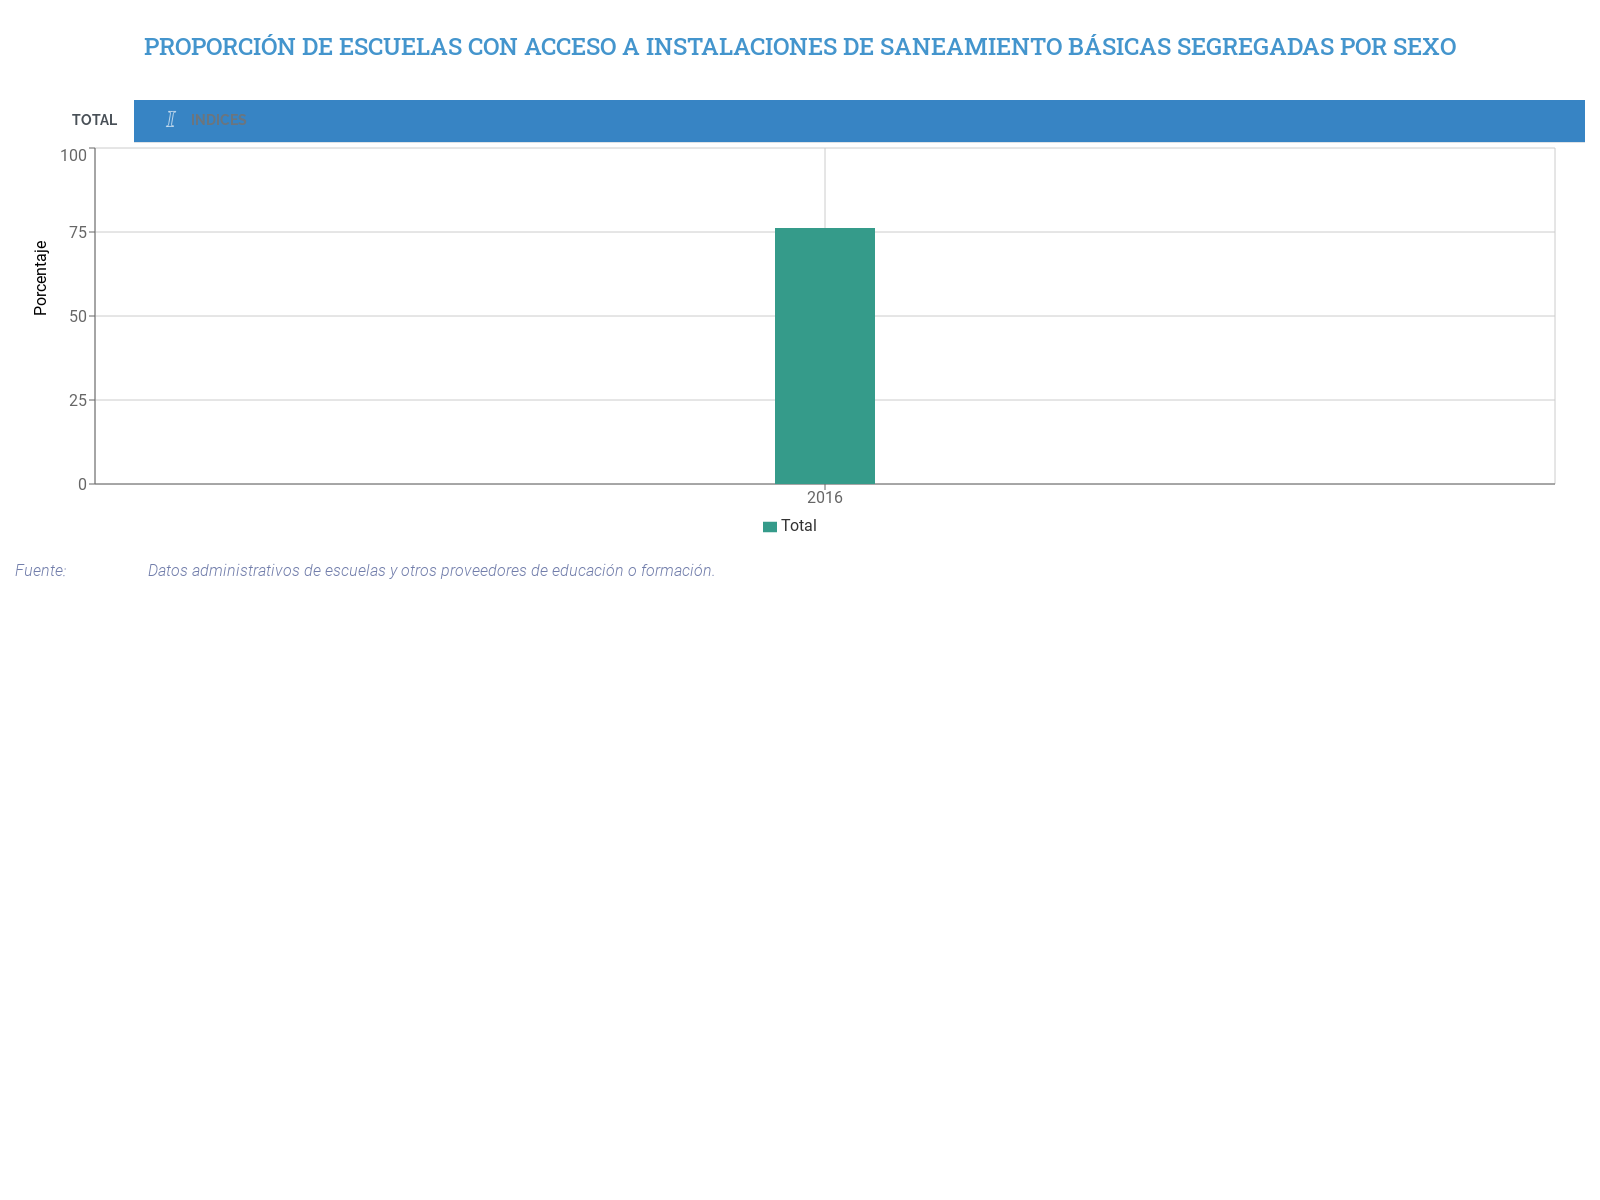 PROPORCIÓN DE ESCUELAS CON ACCESO A INSTALACIONES DE SANEAMIENTO BÁSICAS SEGREGADAS POR SEXO
TOTAL
I INDICES
100
75
50
25
0
Porcentaje
2016
Total
Fuente: Datos administrativos de escuelas y otros proveedores de educación o formación.